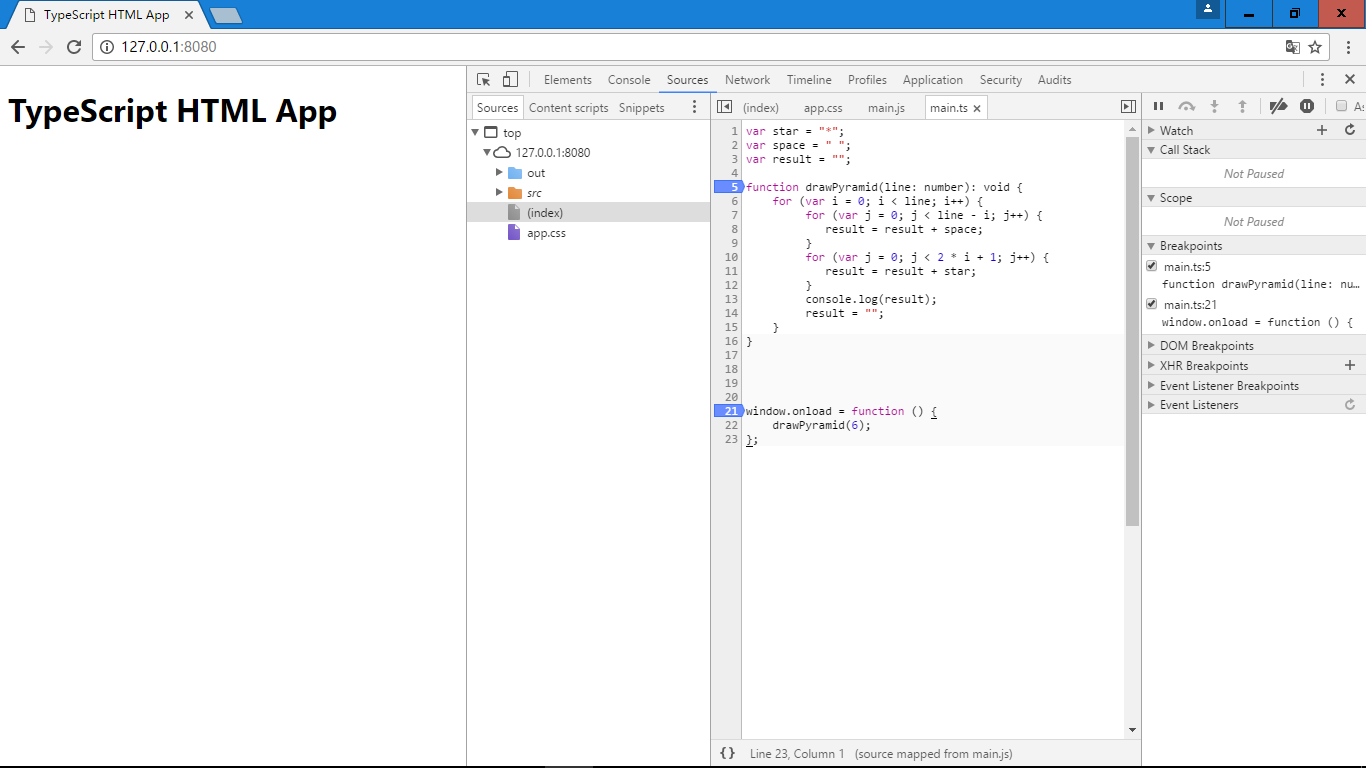 TypeScript HTML App
127.0.0.1:8080
TypeScript HTML App
Elements Console Sources Network Timeline Profiles Application Security Audits
Sources Content scripts Snippets
top
127.0.0.1:8080
out
src
(index)
app.css
(index) app.css main.js main.ts
1 var star = "*";
2 var space = " ";
3 var result = "";
4
5 function drawPyramid(line: number): void {
6     for (var i = 0; i < line; i++) {
7         for (var j = 0; j < line - i; j++) {
8             result = result + space;
9         }
10         for (var j = 0; j < 2 * i + 1; j++) {
11             result = result + star;
12         }
13         console.log(result);
14         result = "";
15     }
16 }
17
18
19
20
21 window.onload = function () {
22     drawPyramid(6);
23 };
{} Line 23, Column 1 (source mapped from main.js)
As
Watch
Call Stack
Not Paused
Scope
Not Paused
Breakpoints
main.ts:5
function drawPyramid(line: nu…
main.ts:21
window.onload = function () {
DOM Breakpoints
XHR Breakpoints
Event Listener Breakpoints
Event Listeners